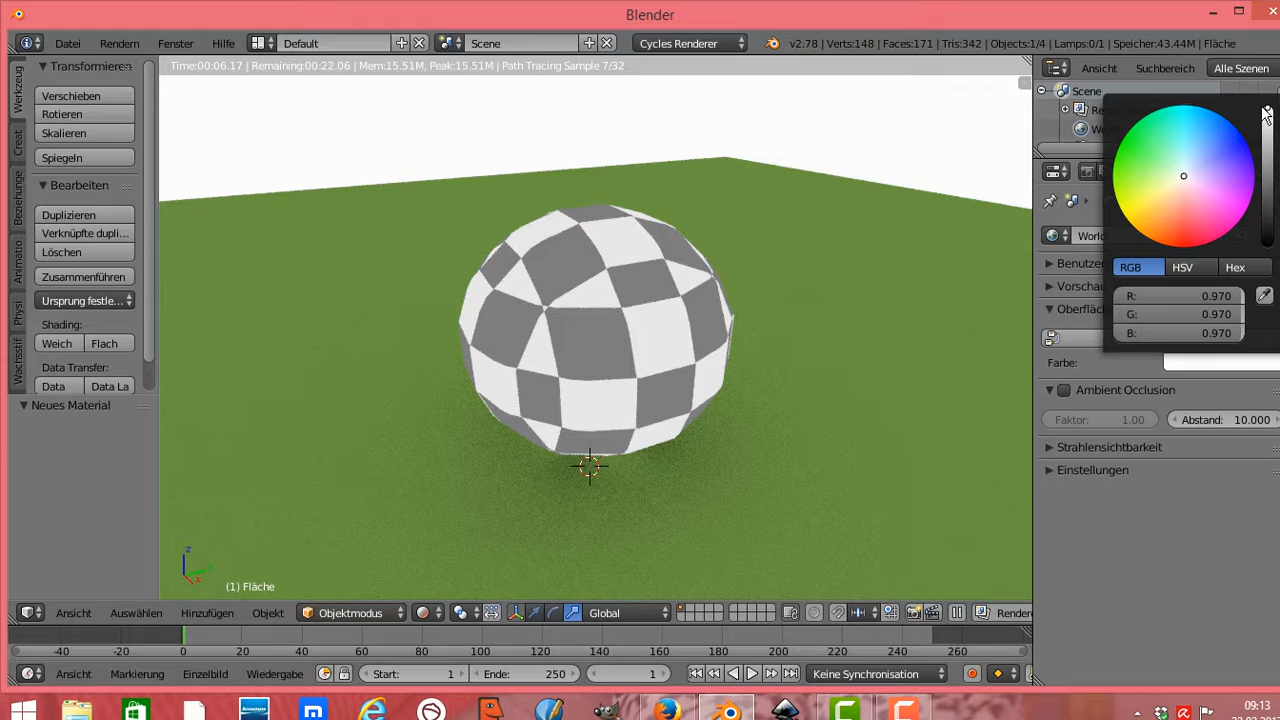 Blender
Datei Rendern Fenster Hilfe Default Scene Cycles Renderer v2.78 | Verts:148 | Faces:171 | Tris:342 | Objects:1/4 | Lamps:0/1 | Speicher:43.44M | Fläche
Time:00:06.17 | Remaining:00:22.06 | Mem:15.51M, Peak:15.51M | Path Tracing Sample 7/32
Ansicht Suchbereich Alle Szenen
Scene
Werkzeug
Creat
Beziehunge
Animatio
Physi
Wachsstif
Transformieren
Verschieben
Rotieren
Skalieren
Spiegeln
Bearbeiten
Duplizieren
Verknüpfte dupli...
Löschen
Zusammenführen
Ursprung festle...
Shading:
Weich Flach
Data Transfer:
Data Data La
Neues Material
World
Benutzer
Vorschau
Oberfläc
RGB HSV Hex
R: 0.970
G: 0.970
B: 0.970
Farbe:
Ambient Occlusion
Faktor: 1.00 Abstand: 10.000
Strahlensichtbarkeit
Einstellungen
z
x
(1) Fläche
Ansicht Auswählen Hinzufügen Objekt Objektmodus Global Rendere
-40 -20 0 20 40 60 80 100 120 140 160 180 200 220 240 260
Ansicht Markierung Einzelbild Wiedergabe Start: 1 Ende: 250 1 Keine Synchronisation
lenovo
09:13